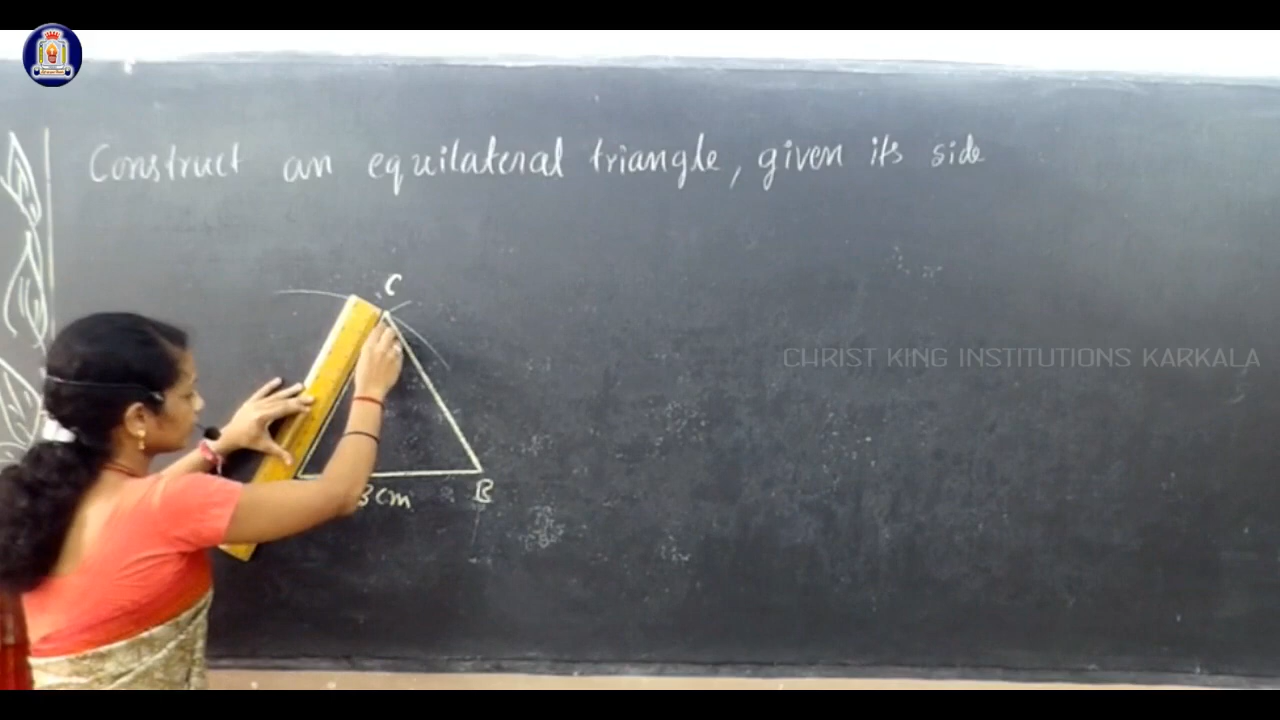 Construct an equilateral triangle, given its side
C
CHRIST KING INSTITUTIONS KARKALA
3cm B